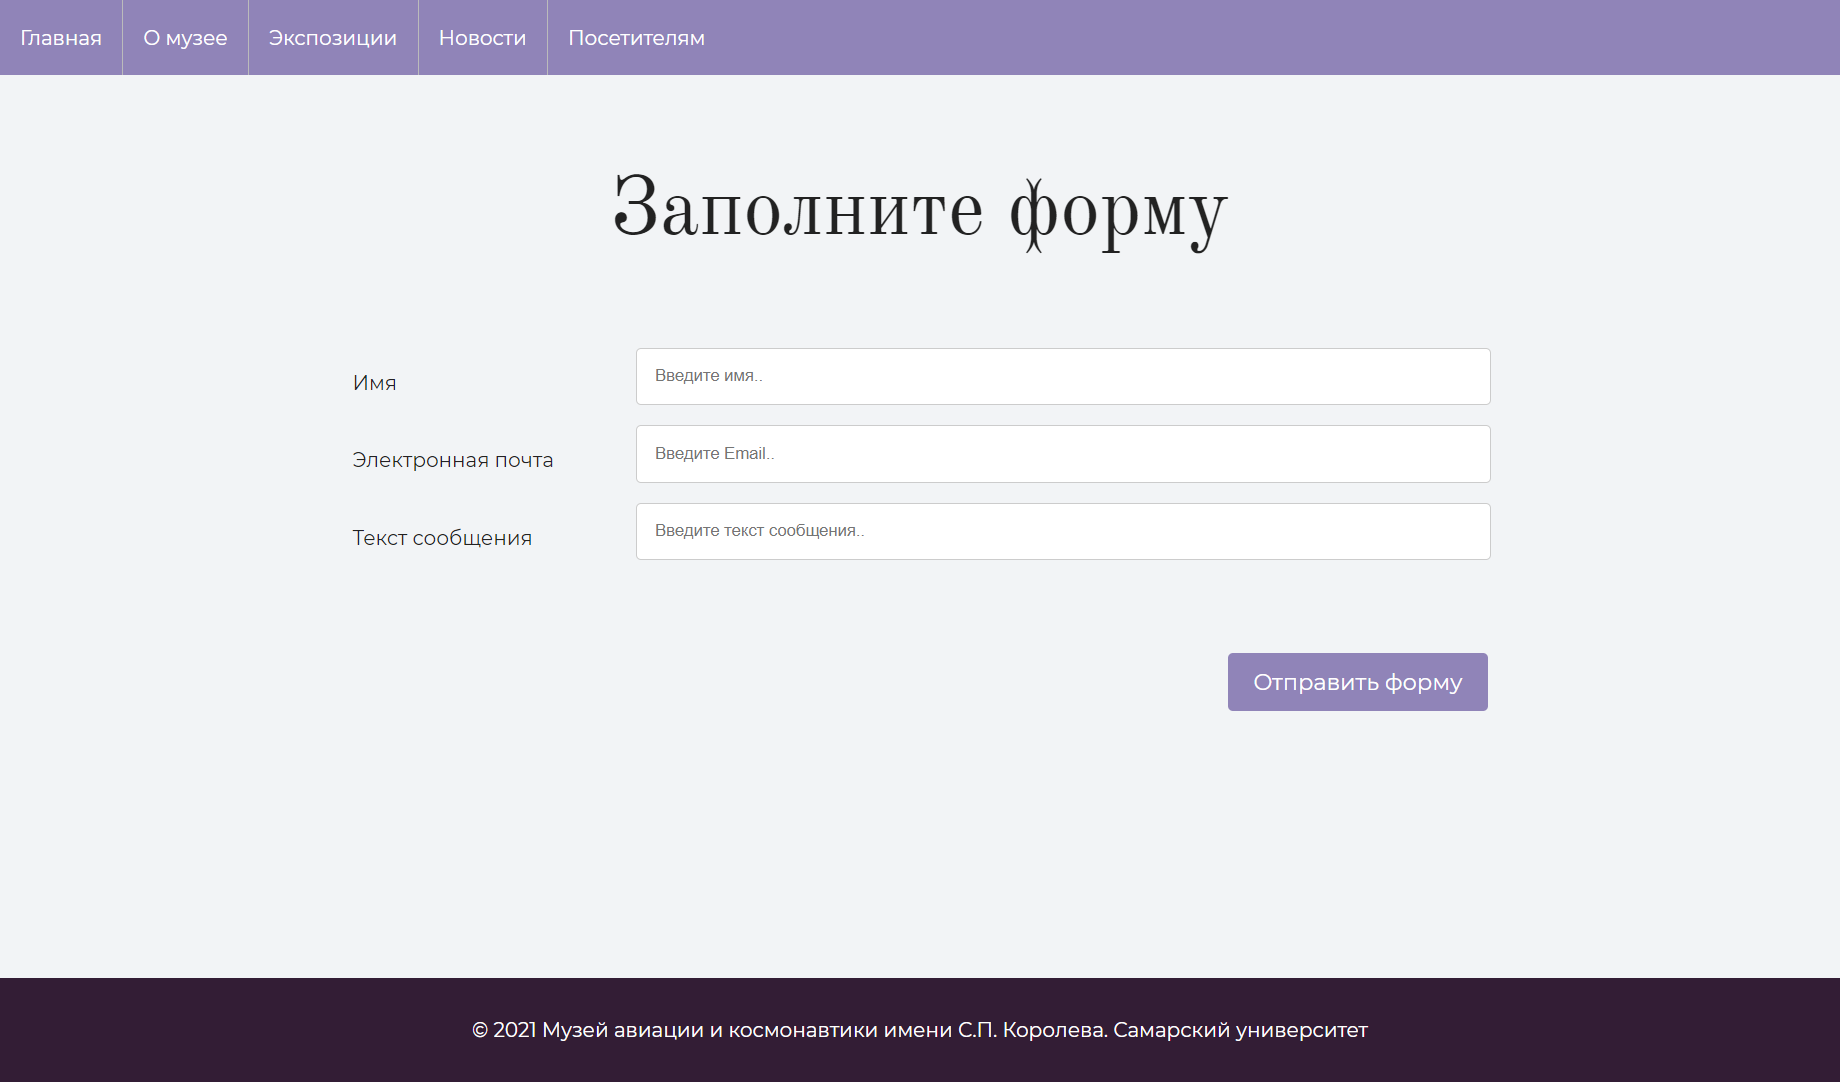 Главная О музее Экспозиции Новости Посетителям
Заполните форму
Имя Введите имя..
Электронная почта Введите Email..
Текст сообщения Введите текст сообщения..
Отправить форму
© 2021 Музей авиации и космонавтики имени С.П. Королева. Самарский университет